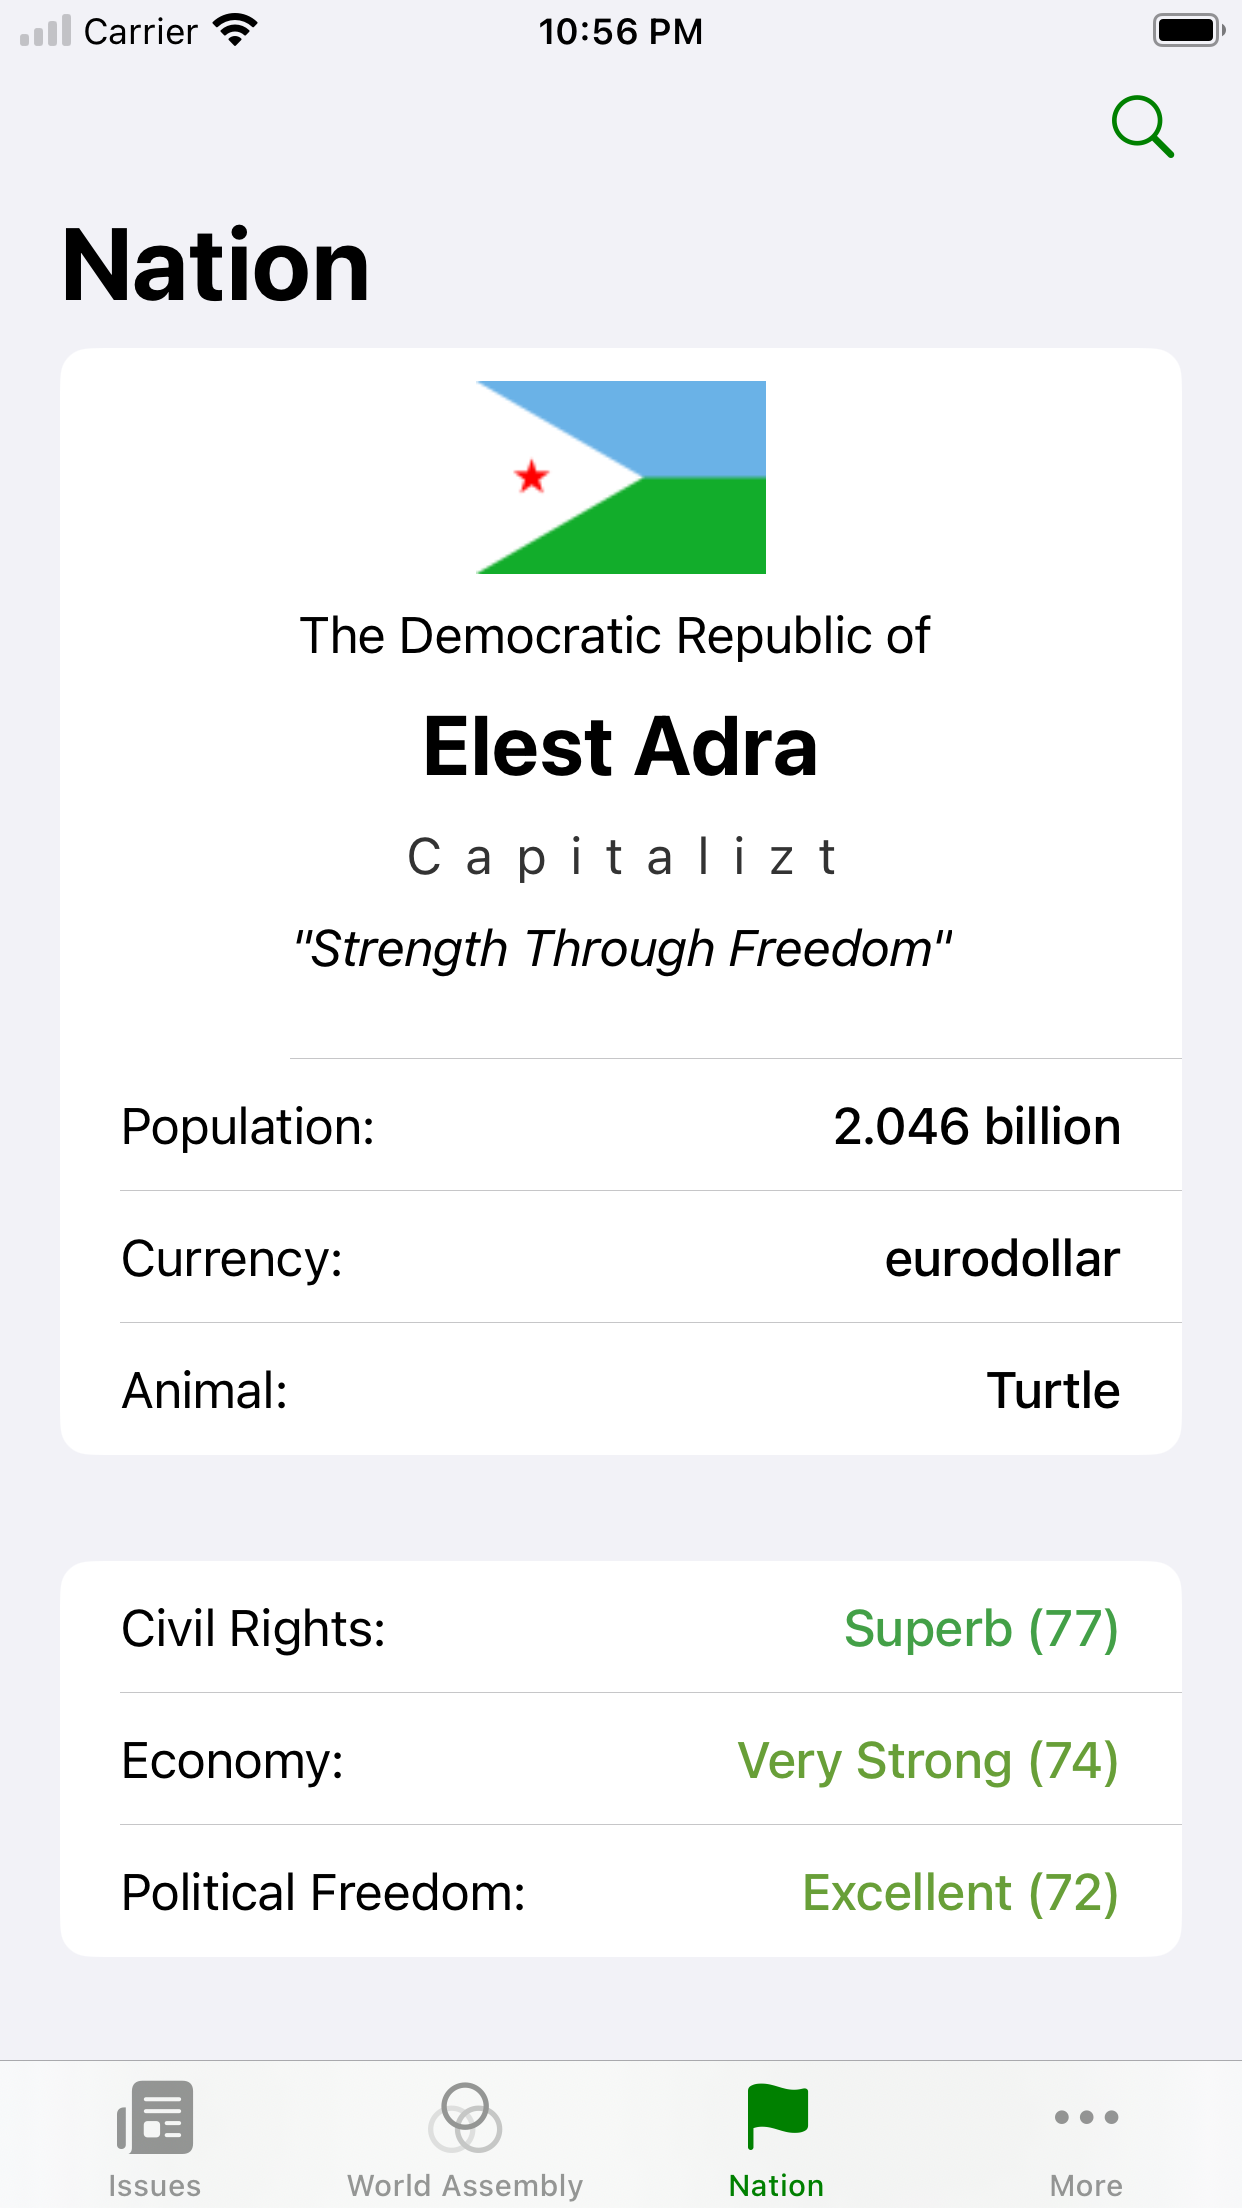 Carrier 10:56 PM
Nation
The Democratic Republic of
Elest Adra
Capitalizt
"Strength Through Freedom"
Population: 2.046 billion
Currency: eurodollar
Animal: Turtle
Civil Rights: Superb (77)
Economy: Very Strong (74)
Political Freedom: Excellent (72)
Issues World Assembly Nation More